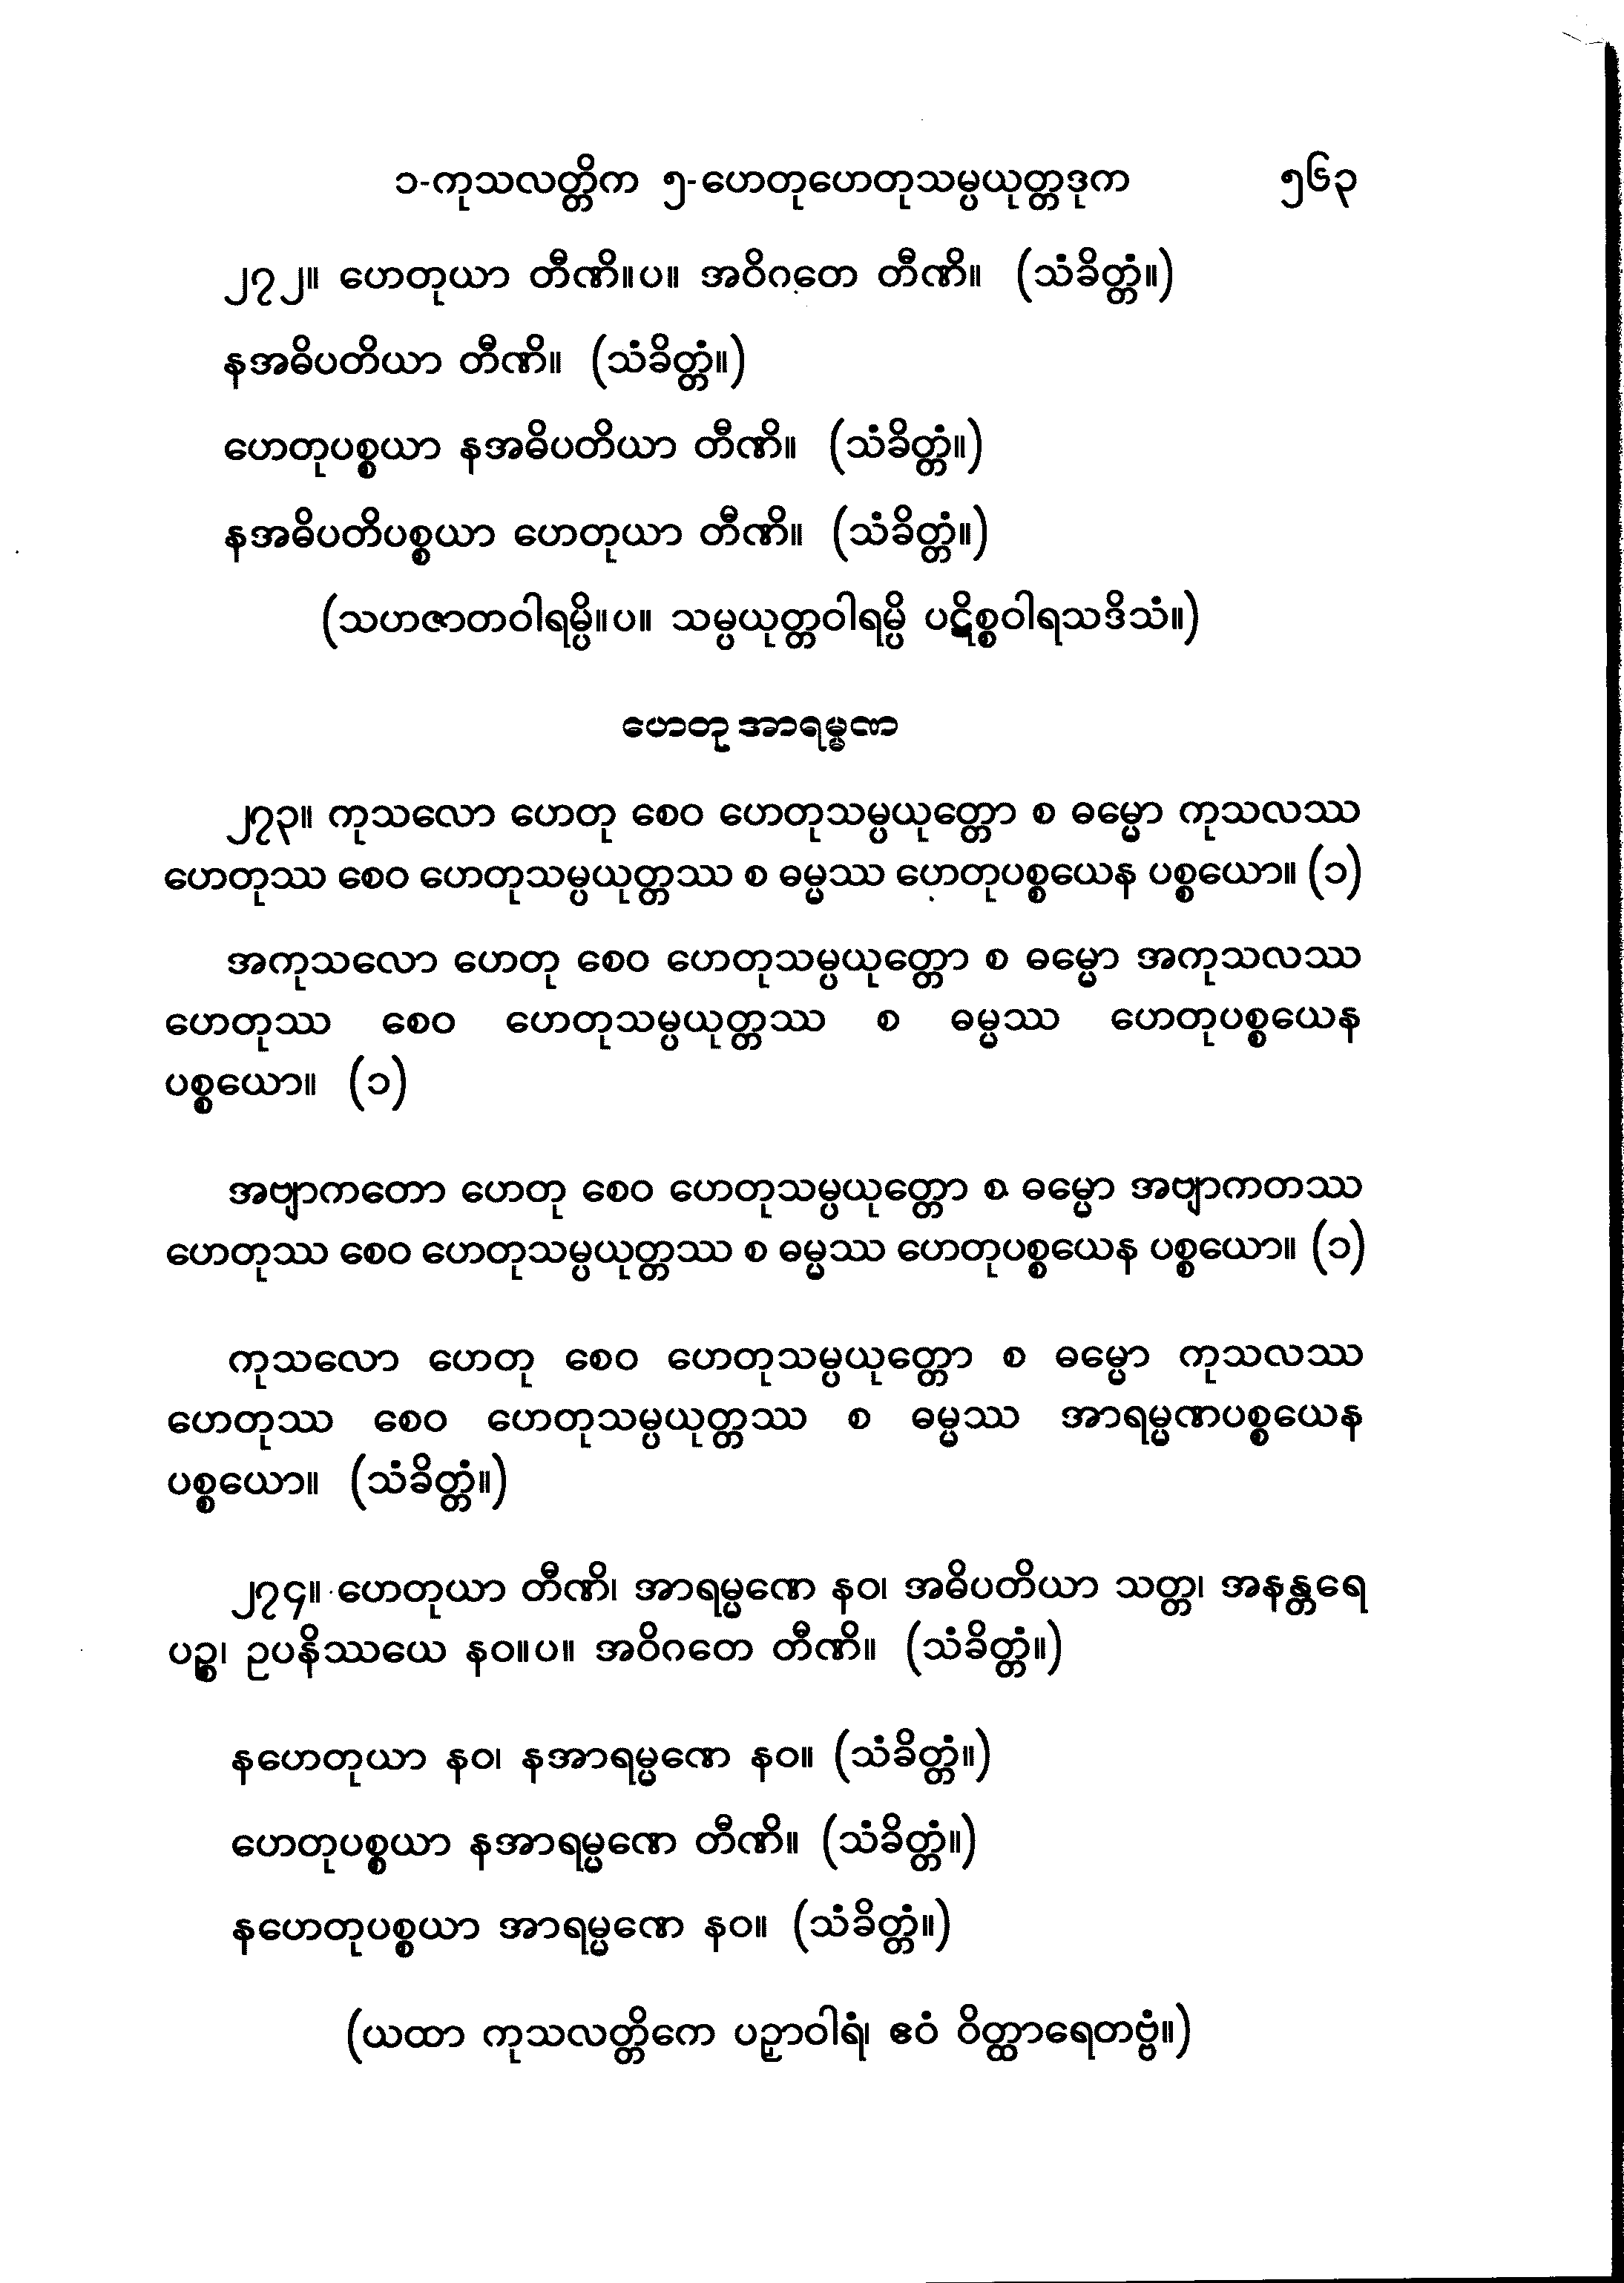 ၁-ကုသလတ္တိက ၅-ဟေတုဟေတုသမ္ပယုတ္တဒုက ၅၆၃
၂၇၂။ ဟေတုယာ တီဏိ။ပ။ အဝိဂတေ တီဏိ။ (သံခိတ္တံ။)
နအဓိပတိယာ တီဏိ။ (သံခိတ္တံ။)
ဟေတုပစ္စယာ နအဓိပတိယာ တီဏိ။ (သံခိတ္တံ။)
နအဓိပတိပစ္စယာ ဟေတုယာ တီဏိ။ (သံခိတ္တံ။)
(သဟဇာတဝါရမ္ပိ။ပ။ သမ္ပယုတ္တဝါရမ္ပိ ပဋိစ္စဝါရသဒိသံ။)
ဟေတု အာရမ္မဏ
၂၇၃။ ကုသလော ဟေတု စေဝ ဟေတုသမ္ပယုတ္တော စ ဓမ္မော ကုသလဿ
ဟေတုဿ စေဝ ဟေတုသမ္ပယုတ္တဿ စ ဓမ္မဿ ဟေတုပစ္စယေန ပစ္စယော။ (၁)
အကုသလော ဟေတု စေဝ ဟေတုသမ္ပယုတ္တော စ ဓမ္မော အကုသလဿ
ဟေတုဿ စေဝ ဟေတုသမ္ပယုတ္တဿ စ ဓမ္မဿ ဟေတုပစ္စယေန
ပစ္စယော။ (၁)
အဗျာကတော ဟေတု စေဝ ဟေတုသမ္ပယုတ္တော စ ဓမ္မော အဗျာကတဿ
ဟေတုဿ စေဝ ဟေတုသမ္ပယုတ္တဿ စ ဓမ္မဿ ဟေတုပစ္စယေန ပစ္စယော။ (၁)
ကုသလော ဟေတု စေဝ ဟေတုသမ္ပယုတ္တော စ ဓမ္မော ကုသလဿ
ဟေတုဿ စေဝ ဟေတုသမ္ပယုတ္တဿ စ ဓမ္မဿ အာရမ္မဏပစ္စယေန
ပစ္စယော။ (သံခိတ္တံ။)
၂၇၄။ ဟေတုယာ တီဏိ၊ အာရမ္မဏေ နဝ၊ အဓိပတိယာ သတ္တ၊ အနန္တရေ
ပဉ္စ၊ ဥပနိဿယေ နဝ။ပ။ အဝိဂတေ တီဏိ။ (သံခိတ္တံ။)
နဟေတုယာ နဝ၊ နအာရမ္မဏေ နဝ။ (သံခိတ္တံ။)
ဟေတုပစ္စယာ နအာရမ္မဏေ တီဏိ။ (သံခိတ္တံ။)
နဟေတုပစ္စယာ အာရမ္မဏေ နဝ။ (သံခိတ္တံ။)
(ယထာ ကုသလတ္တိကေ ပဉှာဝါရံ၊ ဧဝံ ဝိတ္ထာရေတဗ္ဗံ။)